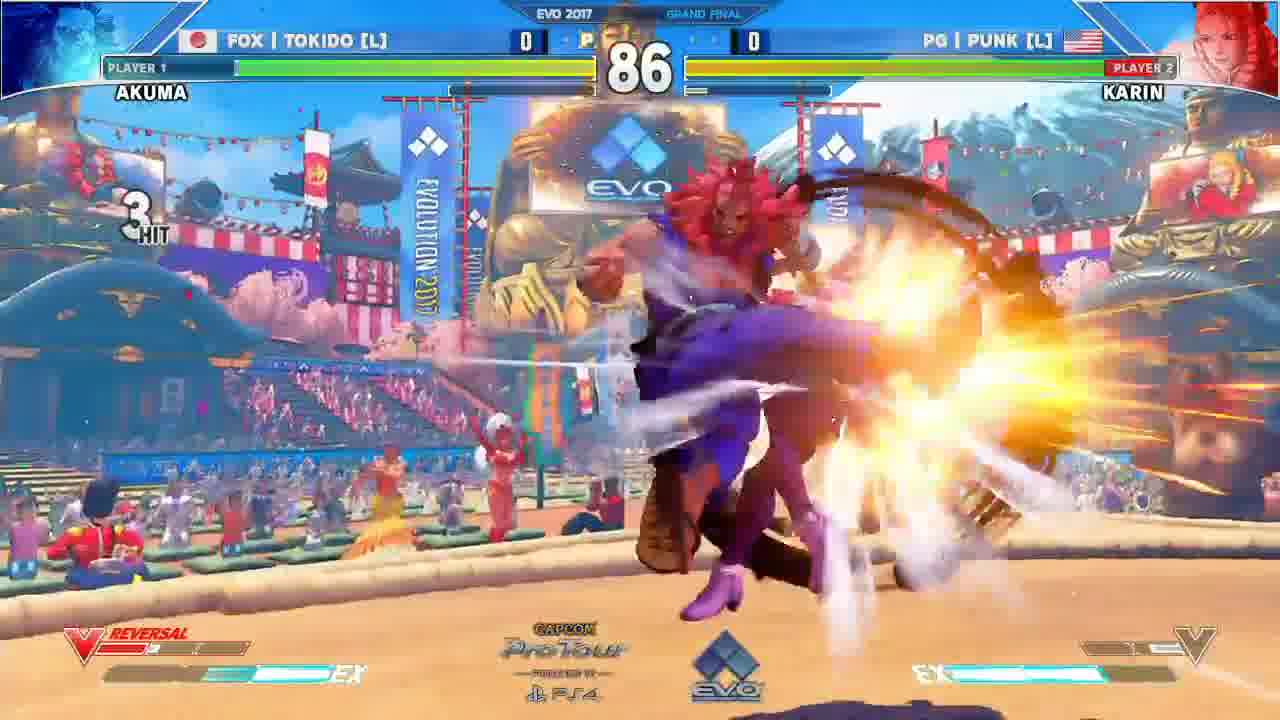 EVO 2017
GRAND FINAL
FOX | TOKIDO [L]
0
P
0
PG | PUNK [L]
PLAYER 1
86
PLAYER 2
AKUMA
KARIN
EVO
EVOLUTION 2017
3
HIT
REVERSAL
EX
EX
CAPCOM
Pro Tour
PS4
EVO